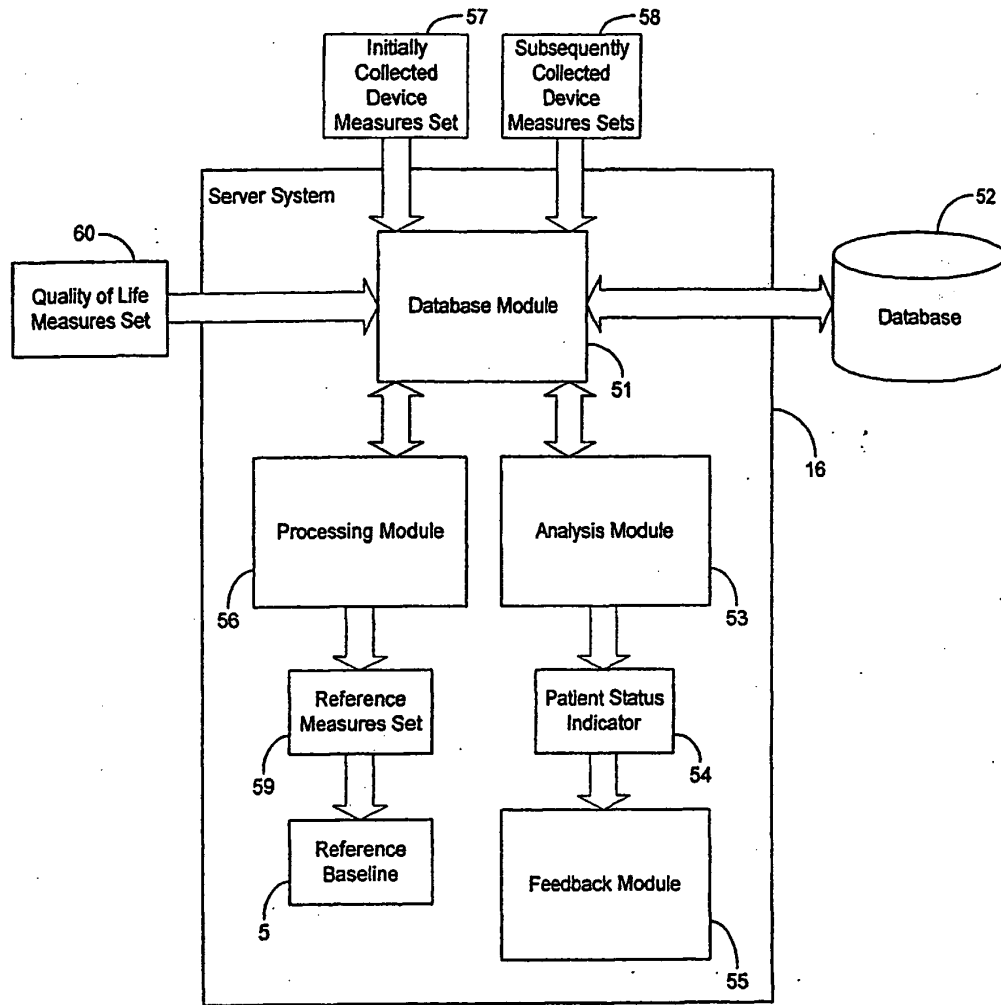 57
58
Initially
Collected
Device
Measures Set
Subsequently
Collected
Device
Measures Sets
Server System
52
60
Quality of Life
Measures Set
Database Module
Database
51
16
Processing Module
Analysis Module
56
53
Reference
Measures Set
Patient Status
Indicator
59
54
Reference
Baseline
Feedback Module
5
55